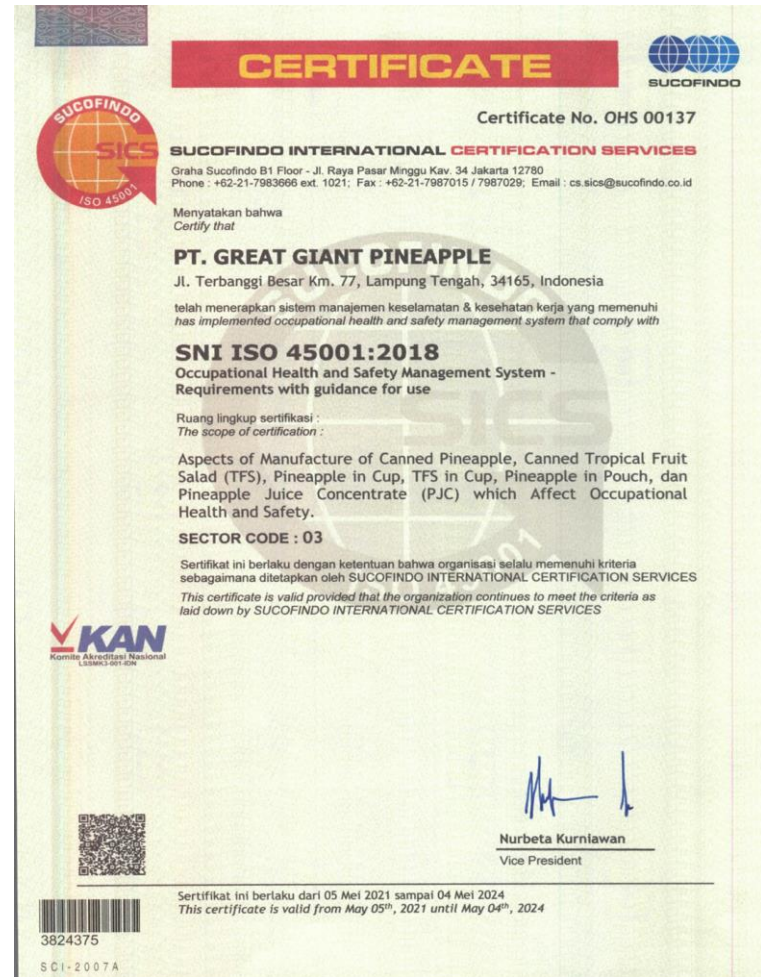 CERTIFICATE
SUCOFINDO
Certificate No. OHS 00137
SUCOFINDO
SICS
ISO 45001
SUCOFINDO INTERNATIONAL CERTIFICATION SERVICES
Graha Sucofindo B1 Floor - Jl. Raya Pasar Minggu Kav. 34 Jakarta 12780
Phone : +62-21-7983666 ext. 1021; Fax : +62-21-7987015 / 7987029; Email : cs.sics@sucofindo.co.id
Menyatakan bahwa
Certify that
PT. GREAT GIANT PINEAPPLE
Jl. Terbanggi Besar Km. 77, Lampung Tengah, 34165, Indonesia
telah menerapkan sistem manajemen keselamatan & kesehatan kerja yang memenuhi
has implemented occupational health and safety management system that comply with
SNI ISO 45001:2018
Occupational Health and Safety Management System -
Requirements with guidance for use
Ruang lingkup sertifikasi :
The scope of certification :
Aspects of Manufacture of Canned Pineapple, Canned Tropical Fruit
Salad (TFS), Pineapple in Cup, TFS in Cup, Pineapple in Pouch, dan
Pineapple Juice Concentrate (PJC) which Affect Occupational
Health and Safety.
SECTOR CODE : 03
Sertifikat ini berlaku dengan ketentuan bahwa organisasi selalu memenuhi kriteria
sebagaimana ditetapkan oleh SUCOFINDO INTERNATIONAL CERTIFICATION SERVICES
This certificate is valid provided that the organization continues to meet the criteria as
laid down by SUCOFINDO INTERNATIONAL CERTIFICATION SERVICES
KAN
Komite Akreditasi Nasional
LSSMK3-001-IDN
Nurbeta Kurniawan
Vice President
Sertifikat ini berlaku dari 05 Mei 2021 sampai 04 Mei 2024
This certificate is valid from May 05th, 2021 until May 04th, 2024
3824375
SCI-2007A